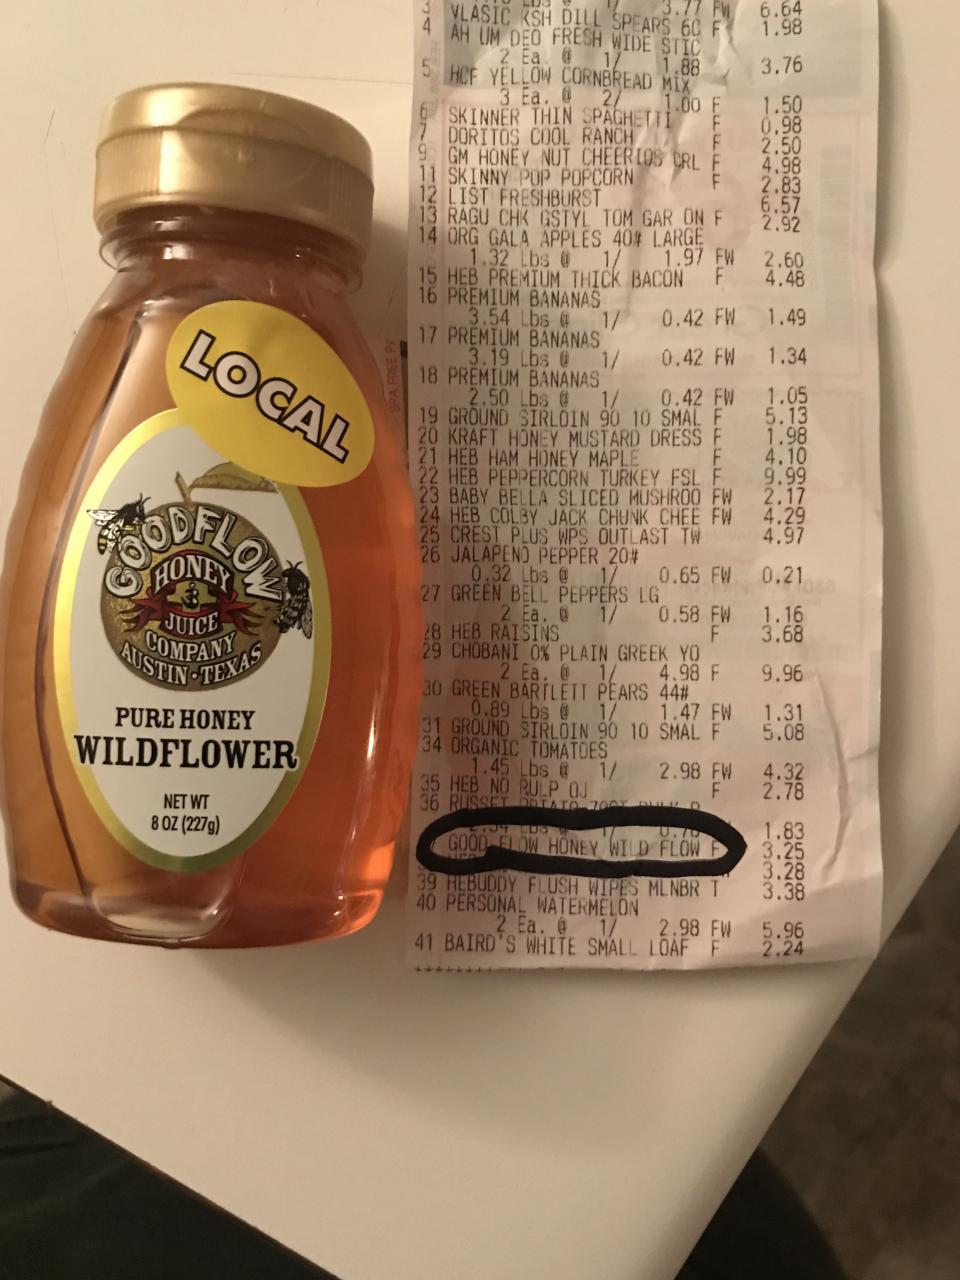 LOCAL
GOODFLOW
HONEY
&
JUICE
COMPANY
AUSTIN • TEXAS
PURE HONEY
WILDFLOWER
NET WT
8 OZ (227g)
BPA FREE
3 1/ 3.77 FW 6.64
VLASIC KSH DILL SPEARS 60 F 1.98
4 AH UM DEO FRESH WIDE STIC
2 Ea. @ 1/ 1.88 3.76
5 HCF YELLOW CORNBREAD MIX
3 Ea. @ 2/ 1.00 F 1.50
6 SKINNER THIN SPAGHETTI F 0.98
7 DORITOS COOL RANCH F 2.50
9 GM HONEY NUT CHEERIOS CRL F 4.98
11 SKINNY POP POPCORN F 2.83
12 LIST FRESHBURST 6.57
13 RAGU CHK GSTYL TOM GAR ON F 2.92
14 ORG GALA APPLES 40# LARGE
1.32 Lbs @ 1/ 1.97 FW 2.60
15 HEB PREMIUM THICK BACON F 4.48
16 PREMIUM BANANAS
3.54 Lbs @ 1/ 0.42 FW 1.49
17 PREMIUM BANANAS
3.19 Lbs @ 1/ 0.42 FW 1.34
18 PREMIUM BANANAS
2.50 Lbs @ 1/ 0.42 FW 1.05
19 GROUND SIRLOIN 90 10 SMAL F 5.13
20 KRAFT HONEY MUSTARD DRESS F 1.98
21 HEB HAM HONEY MAPLE F 4.10
22 HEB PEPPERCORN TURKEY FSL F 9.99
23 BABY BELLA SLICED MUSHROO FW 2.17
24 HEB COLBY JACK CHUNK CHEE FW 4.29
25 CREST PLUS WPS OUTLAST TW 4.97
26 JALAPENO PEPPER 20#
0.32 Lbs @ 1/ 0.65 FW 0.21
27 GREEN BELL PEPPERS LG
2 Ea. @ 1/ 0.58 FW 1.16
28 HEB RAISINS F 3.68
29 CHOBANI 0% PLAIN GREEK YO
2 Ea. @ 1/ 4.98 F 9.96
30 GREEN BARTLETT PEARS 44#
0.89 Lbs @ 1/ 1.47 FW 1.31
31 GROUND SIRLOIN 90 10 SMAL F 5.08
34 ORGANIC TOMATOES
1.45 Lbs @ 1/ 2.98 FW 4.32
35 HEB NO PULP OJ F 2.78
36 RUSSET POTATO
Lbs @ 1/ 1.83
GOOD FLOW HONEY WILD FLOW F 3.25
3.28
39 HEBUDDY FLUSH WIPES MLNBR T 3.38
40 PERSONAL WATERMELON
2 Ea. @ 1/ 2.98 FW 5.96
41 BAIRD'S WHITE SMALL LOAF F 2.24